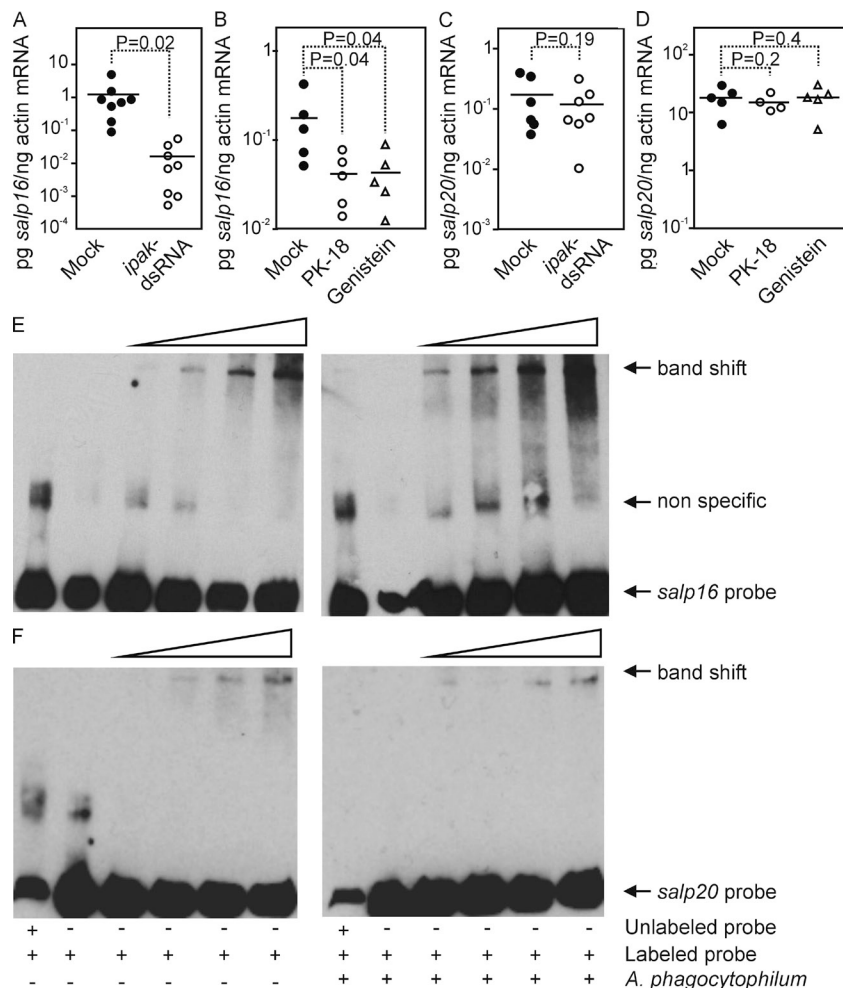 A
pg salp16/ng actin mRNA
P=0.02
10²
10¹
1
10⁻¹
10⁻²
10⁻³
10⁻⁴
Mock
ipak-
dsRNA
B
pg salp16/ng actin mRNA
P=0.04
P=0.04
1
10⁻¹
10⁻²
Mock
PK-18
Genistein
C
pg salp20/ng actin mRNA
P=0.19
1
10⁻¹
10⁻²
10⁻³
Mock
ipak-
dsRNA
D
pg salp20/ng actin mRNA
P=0.4
P=0.2
10²
10
1
10⁻¹
Mock
PK-18
Genistein
E
band shift
non specific
salp16 probe
F
band shift
salp20 probe
+ - - - - - + - - - - - Unlabeled probe
+ + + + + + + + + + + + Labeled probe
- - - - - - + + + + + + A. phagocytophilum